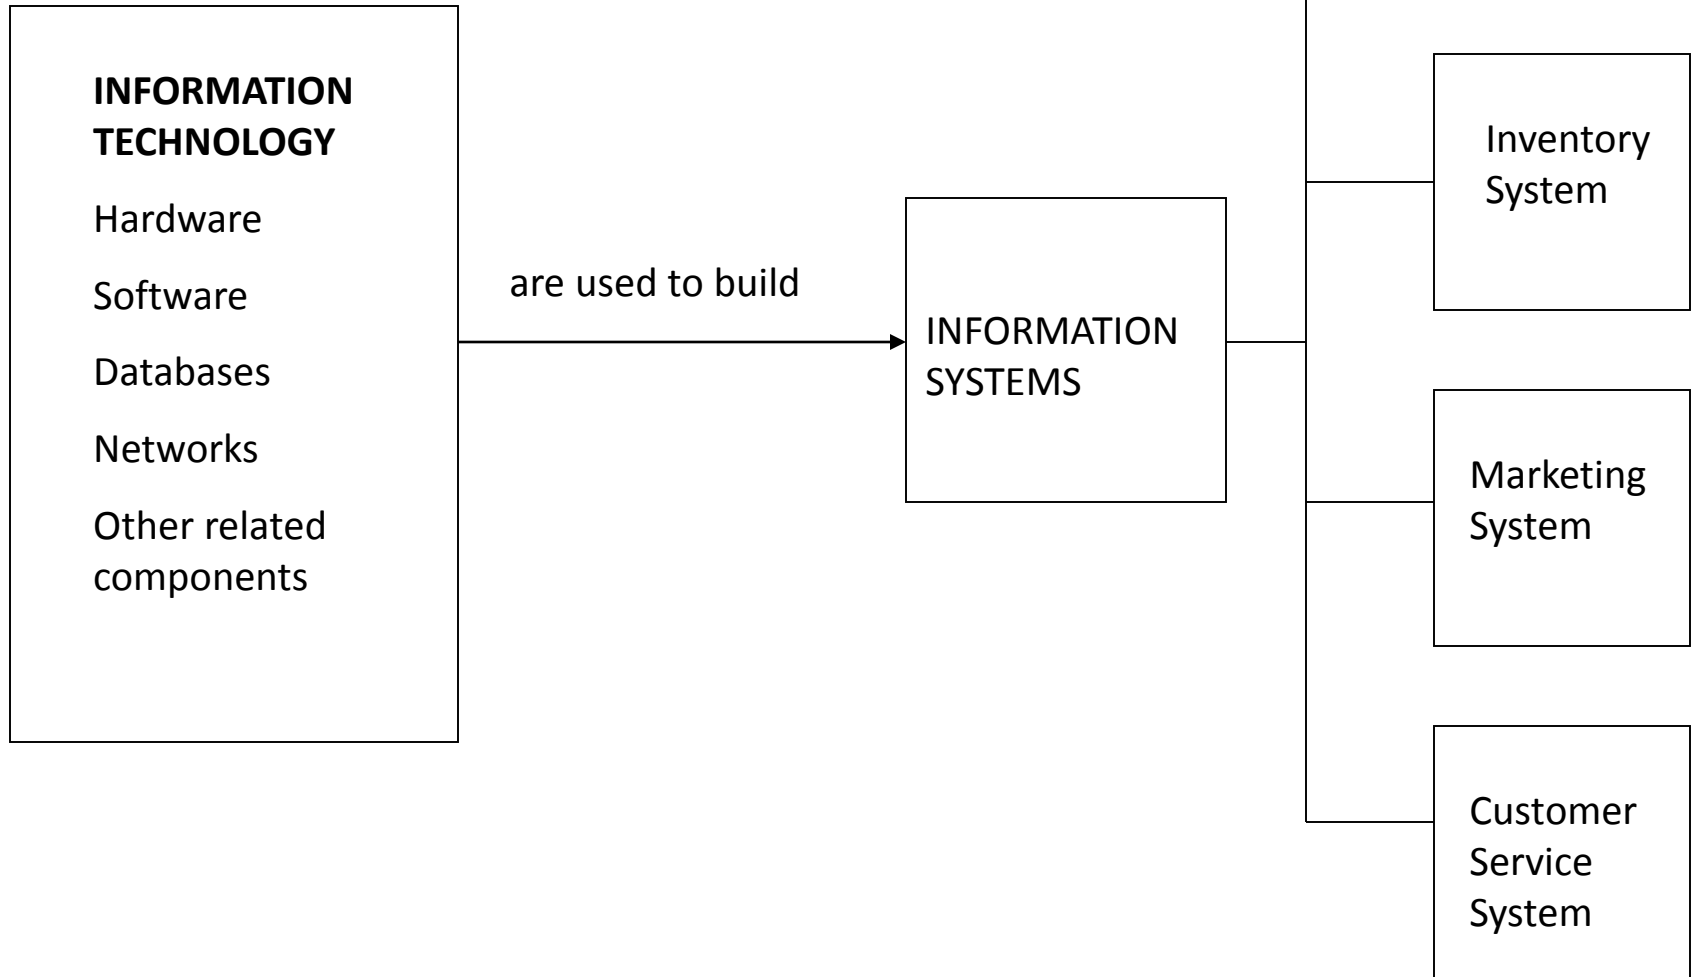 INFORMATION
TECHNOLOGY
Hardware
Software
Databases
Networks
Other related
components
are used to build
INFORMATION
SYSTEMS
Inventory
System
Marketing
System
Customer
Service
System